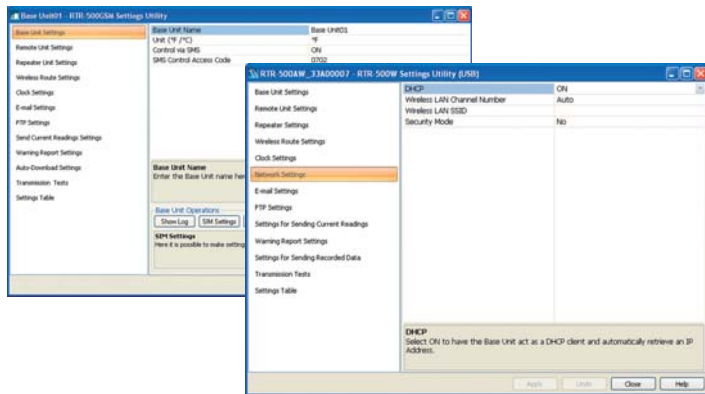 Base Unit01 - RTR-500GSM Settings Utility
Base Unit Settings
Remote Unit Settings
Repeater Unit Settings
Wireless Route Settings
Clock Settings
E-mail Settings
FTP Settings
Send Current Readings Settings
Warning Report Settings
Auto-Download Settings
Transmission Tests
Settings Table
Base Unit Name Base Unit01
Unit (°F /°C) °F
Control via SMS ON
SMS Control Access Code 0702
Base Unit Name
Enter the Base Unit name her
Base Unit Operations
Show Log SIM Settings
SIM Settings
Here it is possible to make setting
RTR-500AW_33A00007 - RTR-500W Settings Utility (USB)
Base Unit Settings
Remote Unit Settings
Repeater Settings
Wireless Route Settings
Clock Settings
Network Settings
E-mail Settings
FTP Settings
Settings for Sending Current Readings
Warning Report Settings
Settings for Sending Recorded Data
Transmission Tests
Settings Table
DHCP ON
Wireless LAN Channel Number Auto
Wireless LAN SSID
Security Mode No
DHCP
Select ON to have the Base Unit act as a DHCP client and automatically retrieve an IP
Address.
Apply Undo Close Help